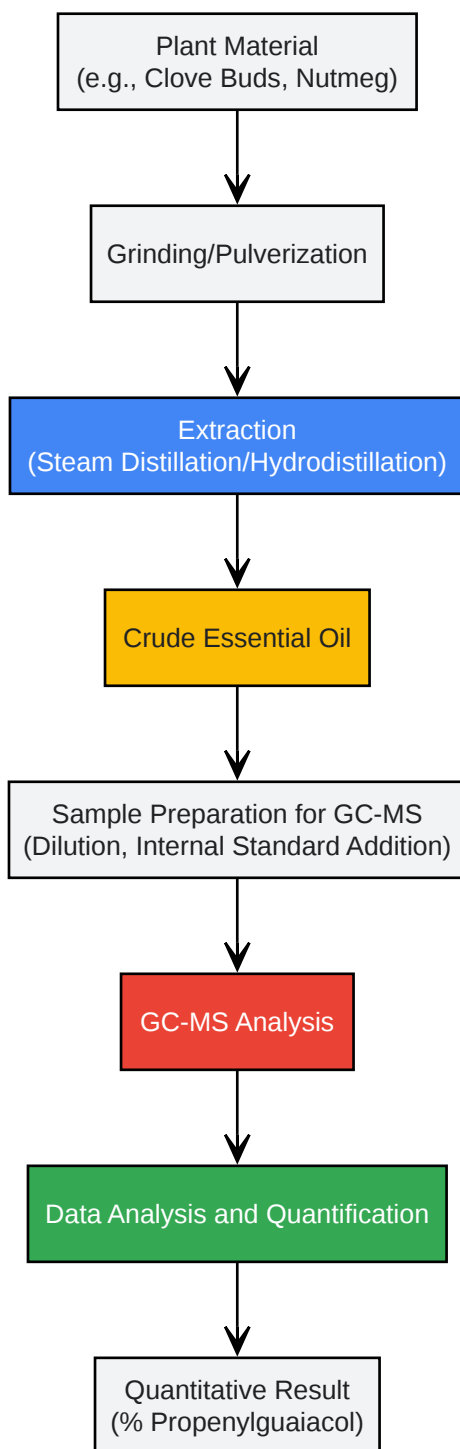 Plant Material
(e.g., Clove Buds, Nutmeg)
Grinding/Pulverization
Extraction
(Steam Distillation/Hydrodistillation)
Crude Essential Oil
Sample Preparation for GC-MS
(Dilution, Internal Standard Addition)
GC-MS Analysis
Data Analysis and Quantification
Quantitative Result
(% Propenylguaiacol)